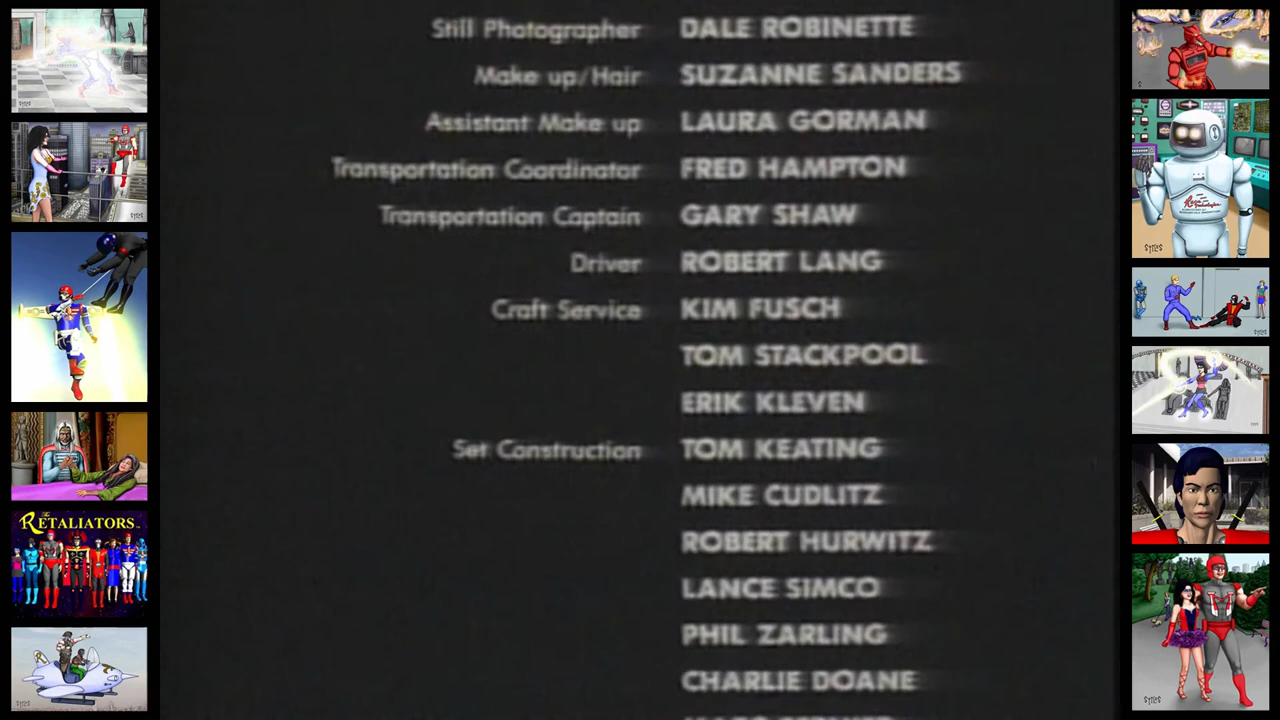 Still Photographer DALE ROBINETTE
Make up/Hair SUZANNE SANDERS
Assistant Make up LAURA GORMAN
Transportation Coordinator FRED HAMPTON
Transportation Captain GARY SHAW
Driver ROBERT LANG
Craft Service KIM FUSCH
TOM STACKPOOL
ERIK KLEVEN
Set Construction TOM KEATING
MIKE CUDLITZ
ROBERT HURWITZ
LANCE SIMCO
PHIL ZARLING
CHARLIE DOANE
The
RETALIATORS